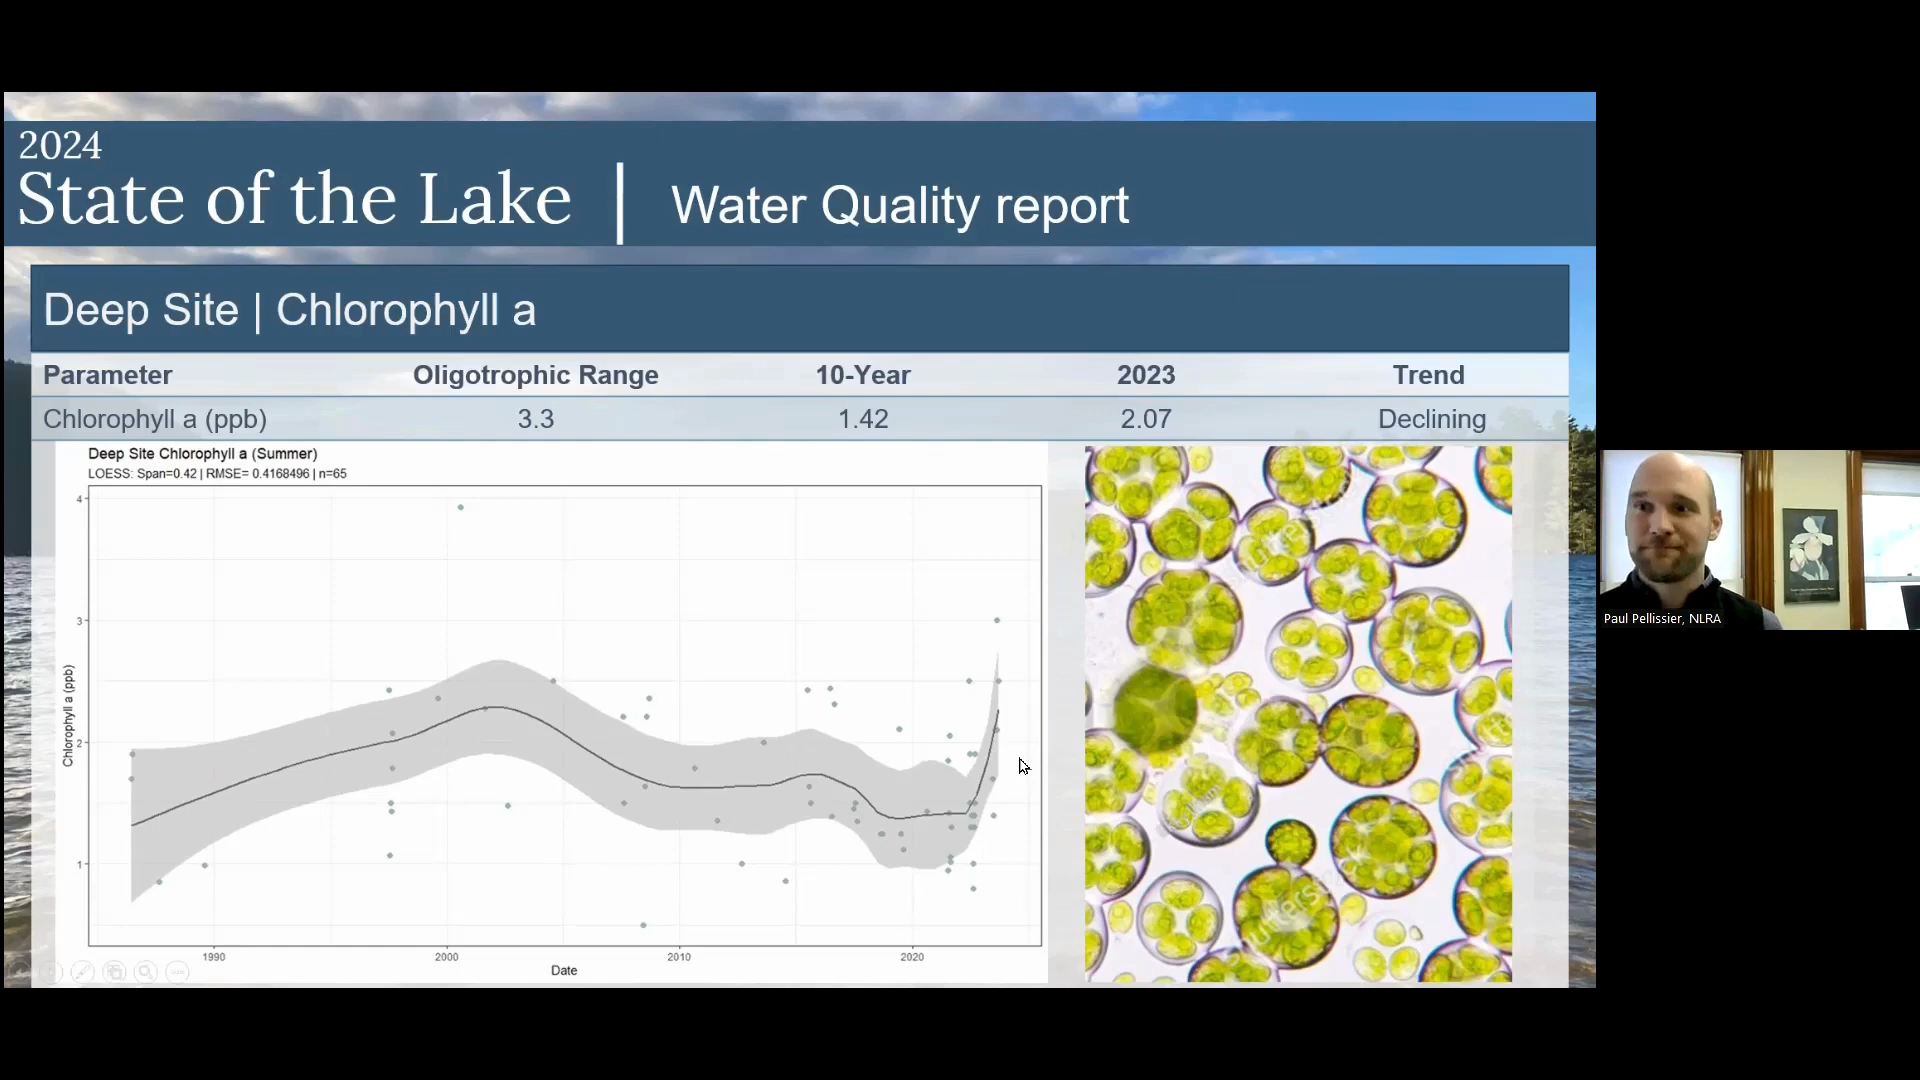 2024
State of the Lake | Water Quality report
Deep Site | Chlorophyll a
Parameter Oligotrophic Range 10-Year 2023 Trend
Chlorophyll a (ppb) 3.3 1.42 2.07 Declining
Deep Site Chlorophyll a (Summer)
LOESS: Span=0.42 | RMSE= 0.4168496 | n=65
4
3
2
1
Chlorophyll a (ppb)
1990 2000 2010 2020
Date
Paul Pellissier, NLRA